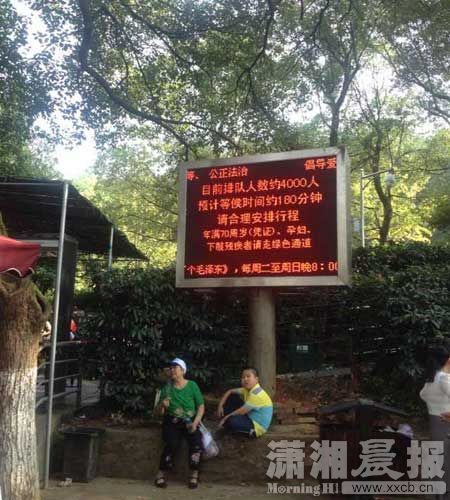 等、 公正法治 倡导爱
目前排队人数约4000人
预计等候时间约180分钟
请合理安排行程
年满70周岁(凭证)、孕妇、
下肢残疾者请走绿色通道
个毛泽东》,每周二至周日晚8:00
潇湘晨报
Morning H
www.xxcb.cn